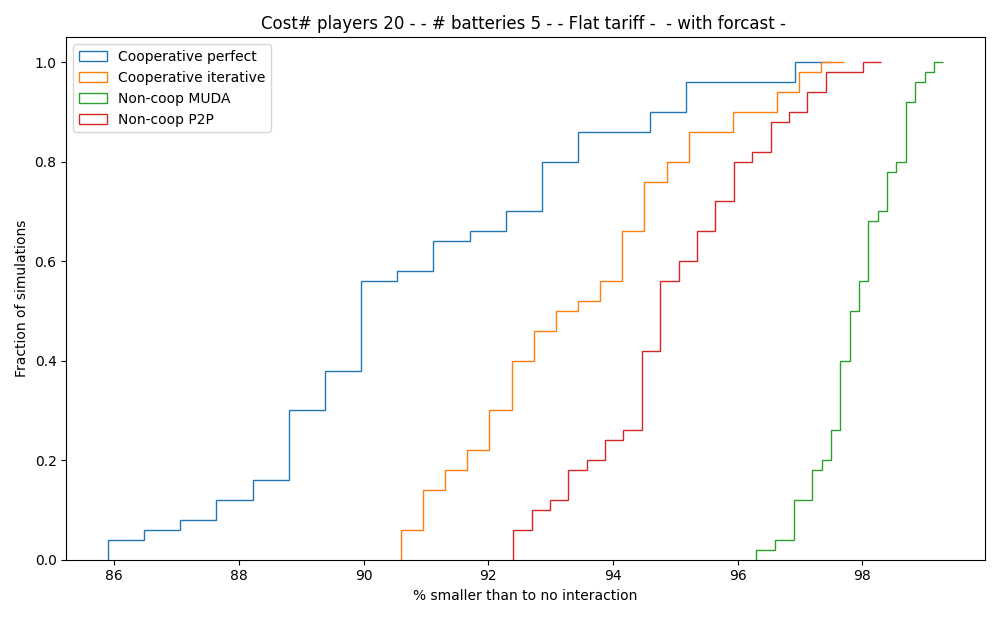 Cost# players 20 - - # batteries 5 - - Flat tariff -  - with forcast -
Cooperative perfect
Cooperative iterative
Non-coop MUDA
Non-coop P2P
Fraction of simulations
1.0
0.8
0.6
0.4
0.2
0.0
86 88 90 92 94 96 98
% smaller than to no interaction